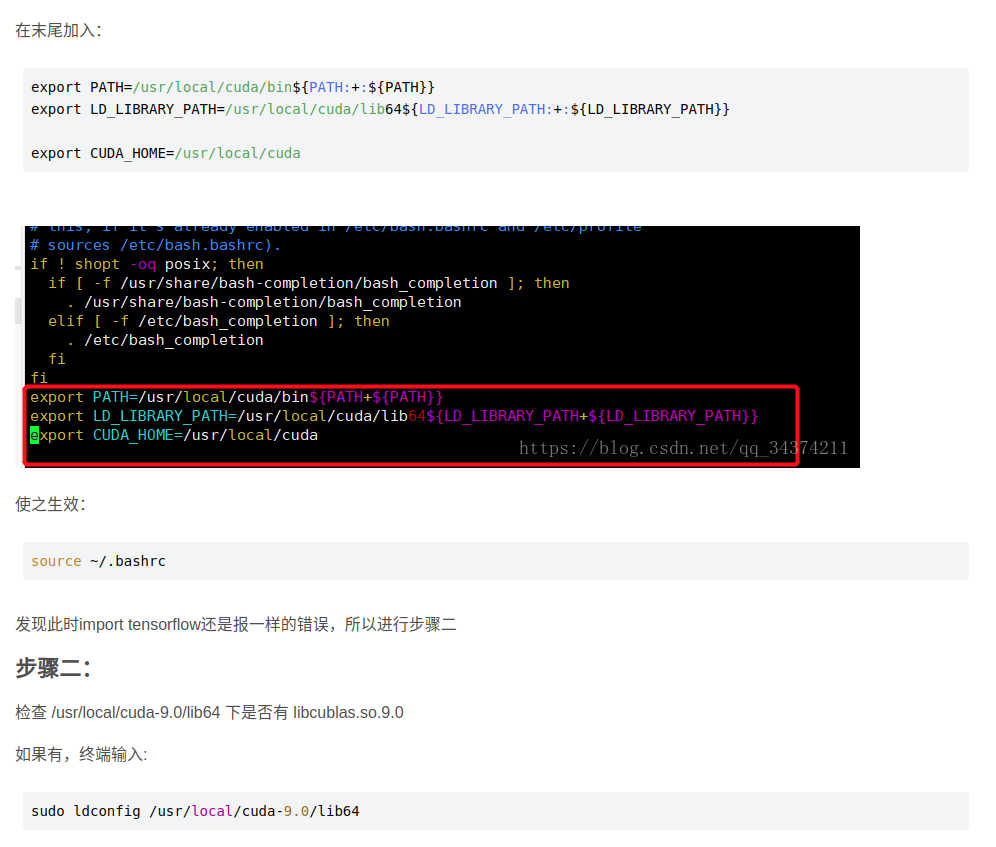 在末尾加入：
export PATH=/usr/local/cuda/bin${PATH:+:${PATH}}
export LD_LIBRARY_PATH=/usr/local/cuda/lib64${LD_LIBRARY_PATH:+:${LD_LIBRARY_PATH}}
export CUDA_HOME=/usr/local/cuda
# this, if it's already enabled in /etc/bash.bashrc and /etc/profile
# sources /etc/bash.bashrc).
if ! shopt -oq posix; then
if [ -f /usr/share/bash-completion/bash_completion ]; then
. /usr/share/bash-completion/bash_completion
elif [ -f /etc/bash_completion ]; then
. /etc/bash_completion
fi
fi
export PATH=/usr/local/cuda/bin${PATH+${PATH}}
export LD_LIBRARY_PATH=/usr/local/cuda/lib64${LD_LIBRARY_PATH+${LD_LIBRARY_PATH}}
export CUDA_HOME=/usr/local/cuda
https://blog.csdn.net/qq_34374211
使之生效：
source ~/.bashrc
发现此时import tensorflow还是报一样的错误，所以进行步骤二
步骤二：
检查 /usr/local/cuda-9.0/lib64 下是否有 libcublas.so.9.0
如果有，终端输入:
sudo ldconfig /usr/local/cuda-9.0/lib64